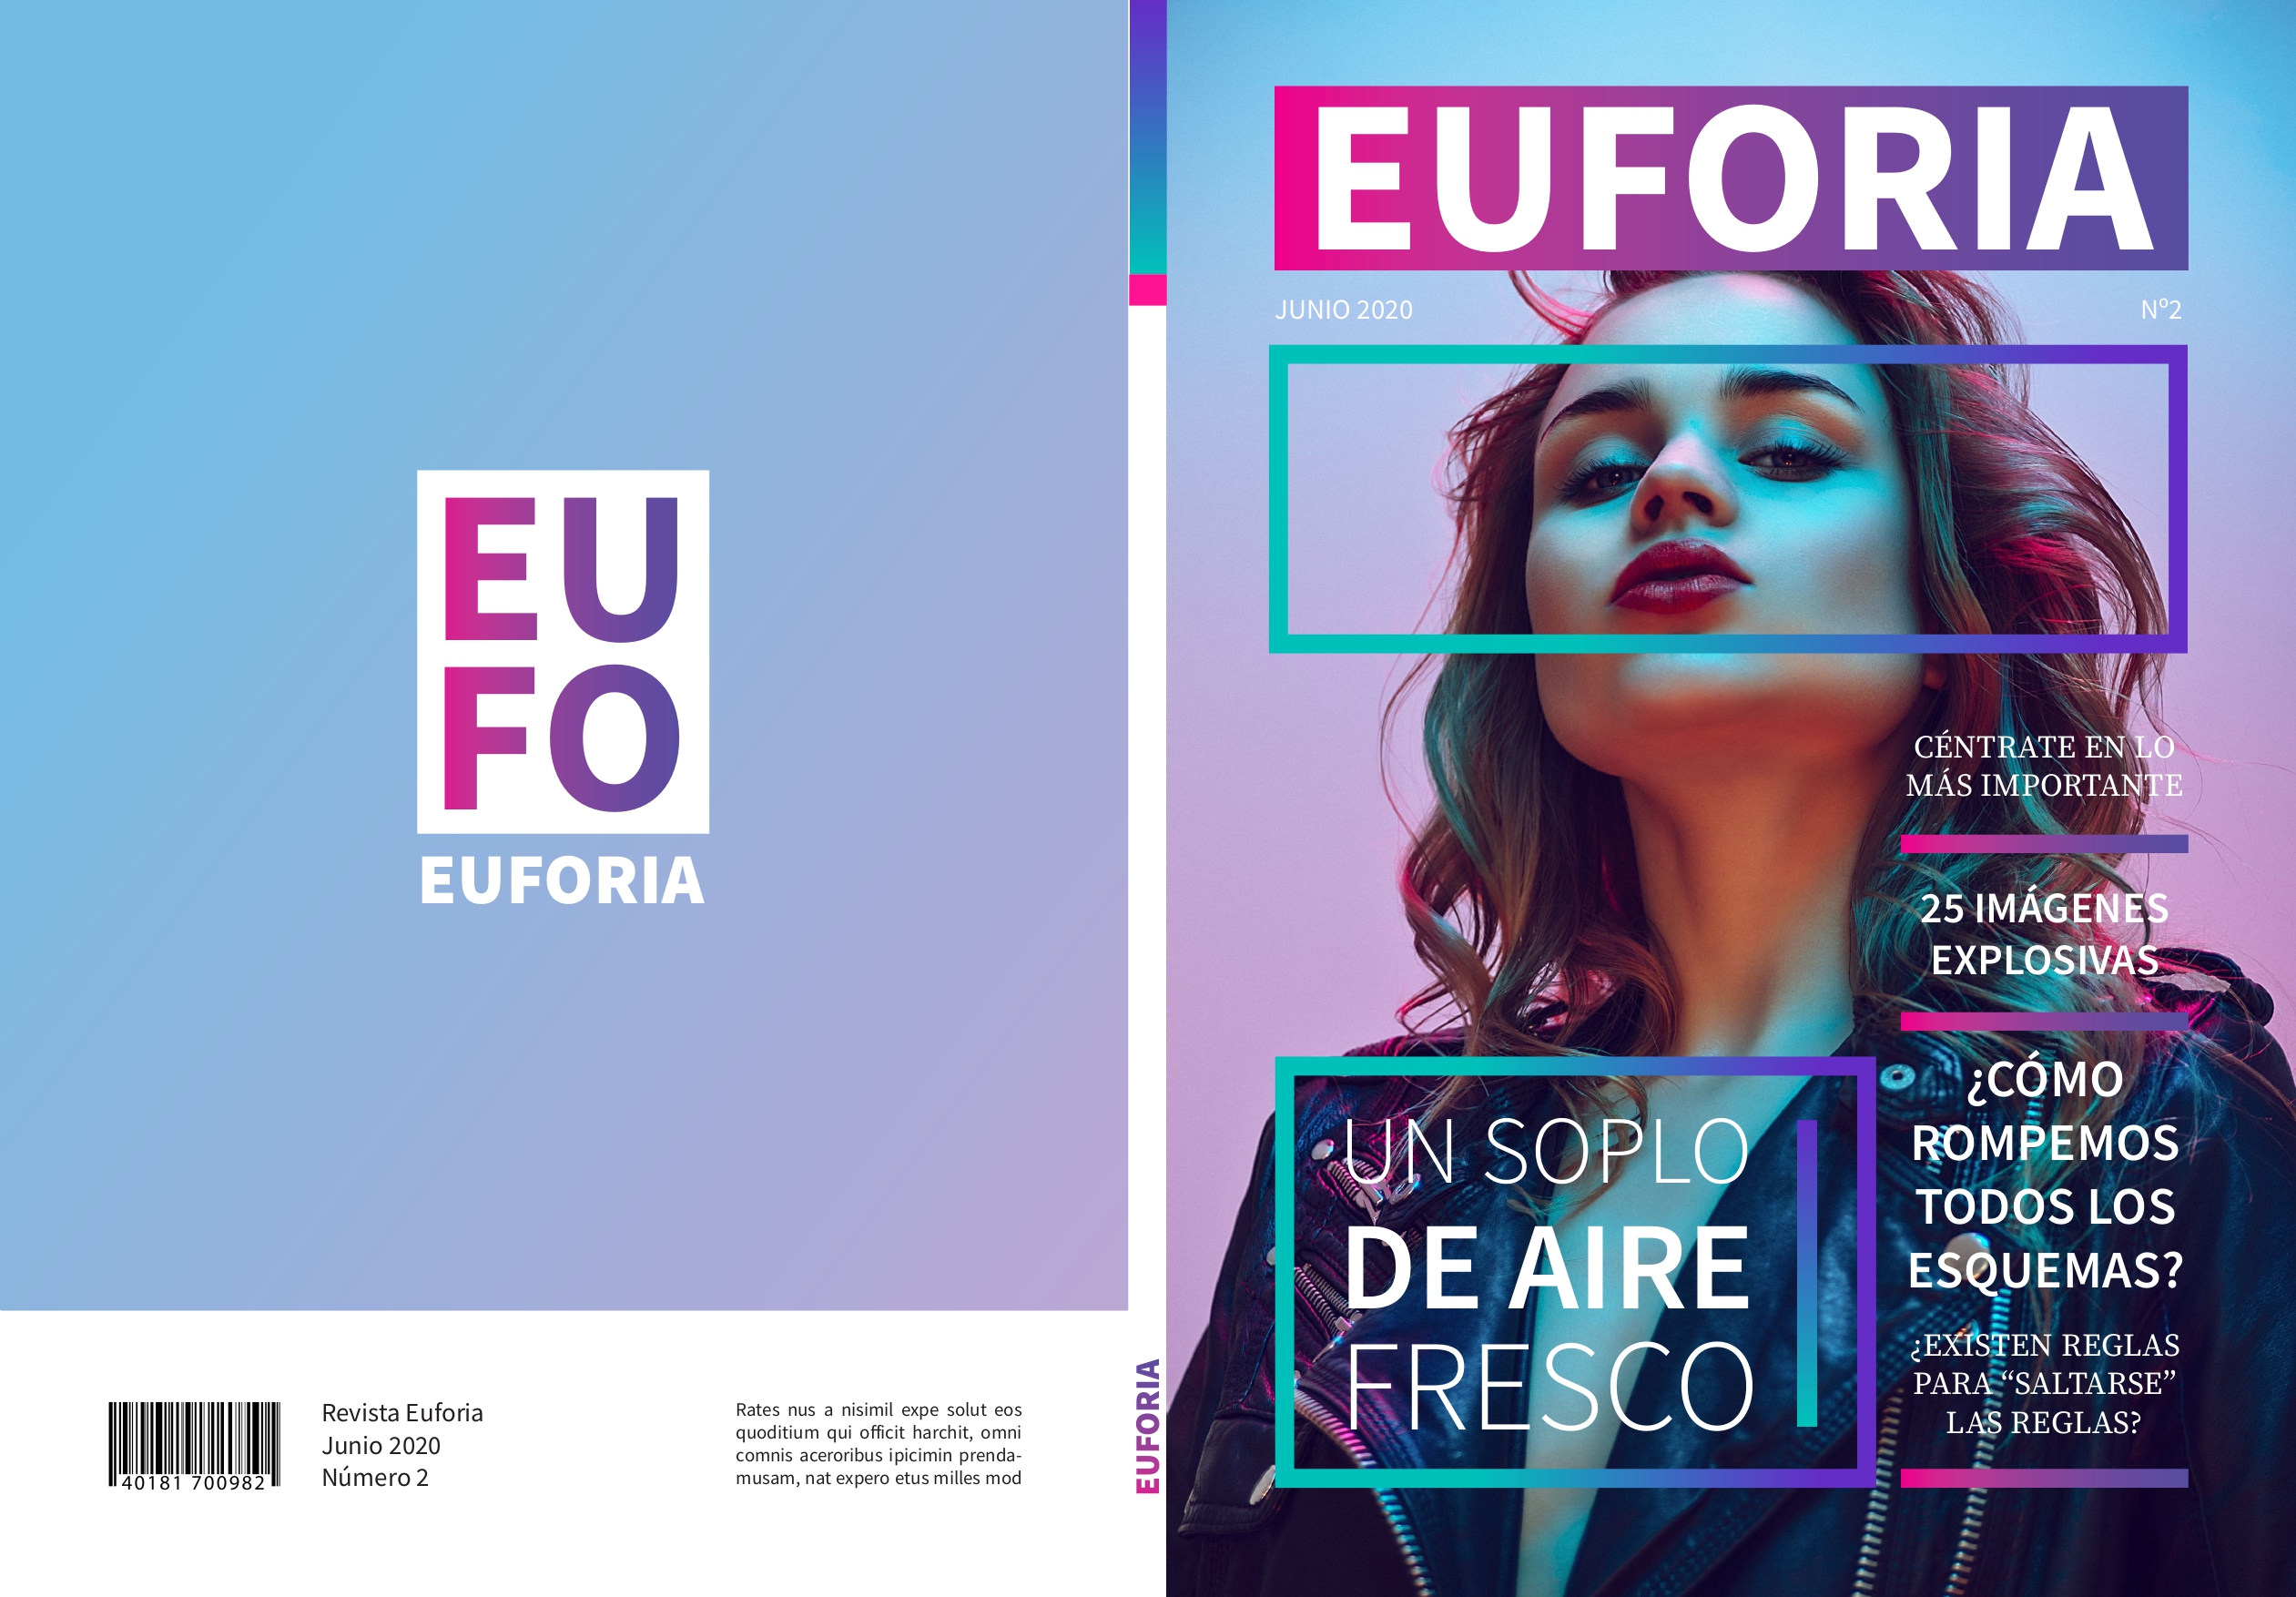 EU
FO
EUFORIA
40181 700982
Revista Euforia
Junio 2020
Número 2
Rates nus a nisimil expe solut eos
quoditium qui officit harchit, omni
comnis aceroribus ipicimin prenda-
musam, nat expero etus milles mod
EUFORIA
EUFORIA
JUNIO 2020
Nº2
CÉNTRATE EN LO
MÁS IMPORTANTE
25 IMÁGENES
EXPLOSIVAS
¿CÓMO
ROMPEMOS
TODOS LOS
ESQUEMAS?
¿EXISTEN REGLAS
PARA “SALTARSE”
LAS REGLAS?
UN SOPLO
DE AIRE
FRESCO